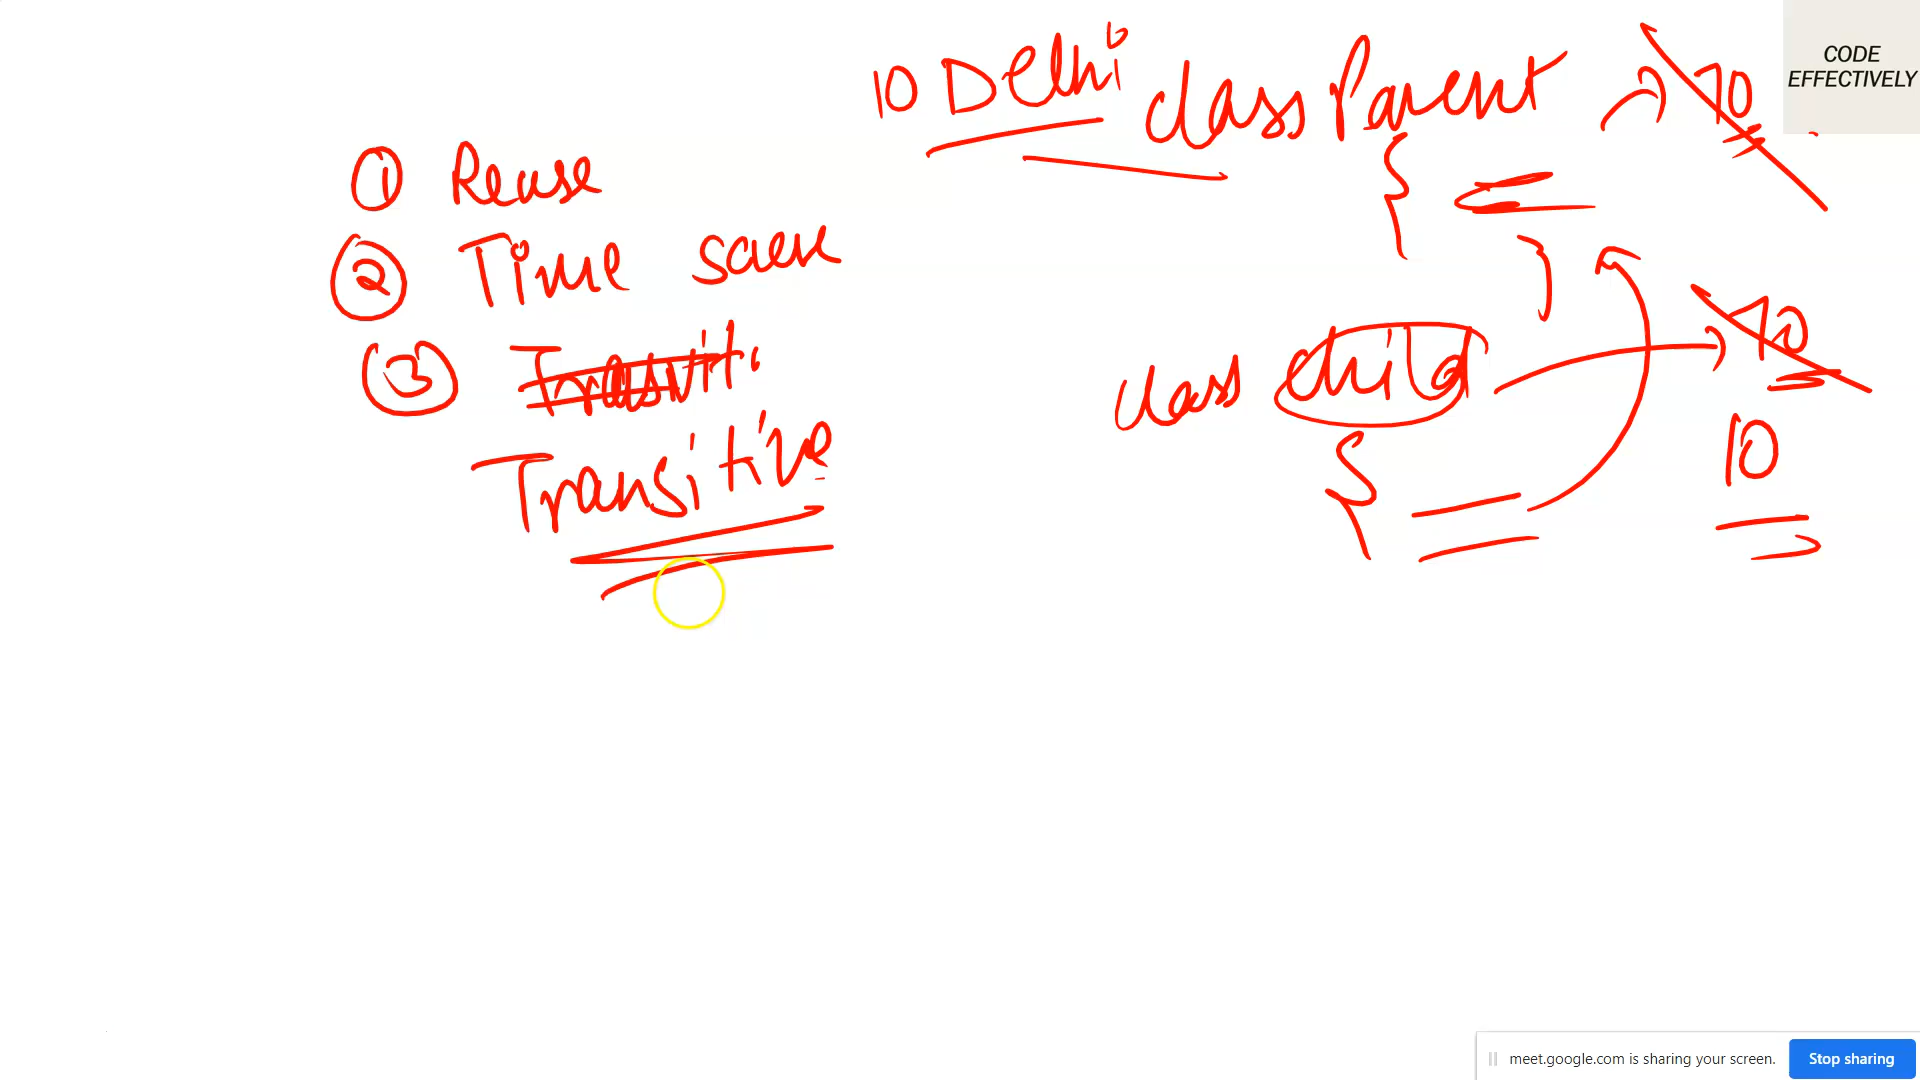 10 Delhi
class Parent
70
CODE
EFFECTIVELY
① Reuse
② Time save
③
Transitive
{
}
class child
70
10
{
meet.google.com is sharing your screen.
Stop sharing